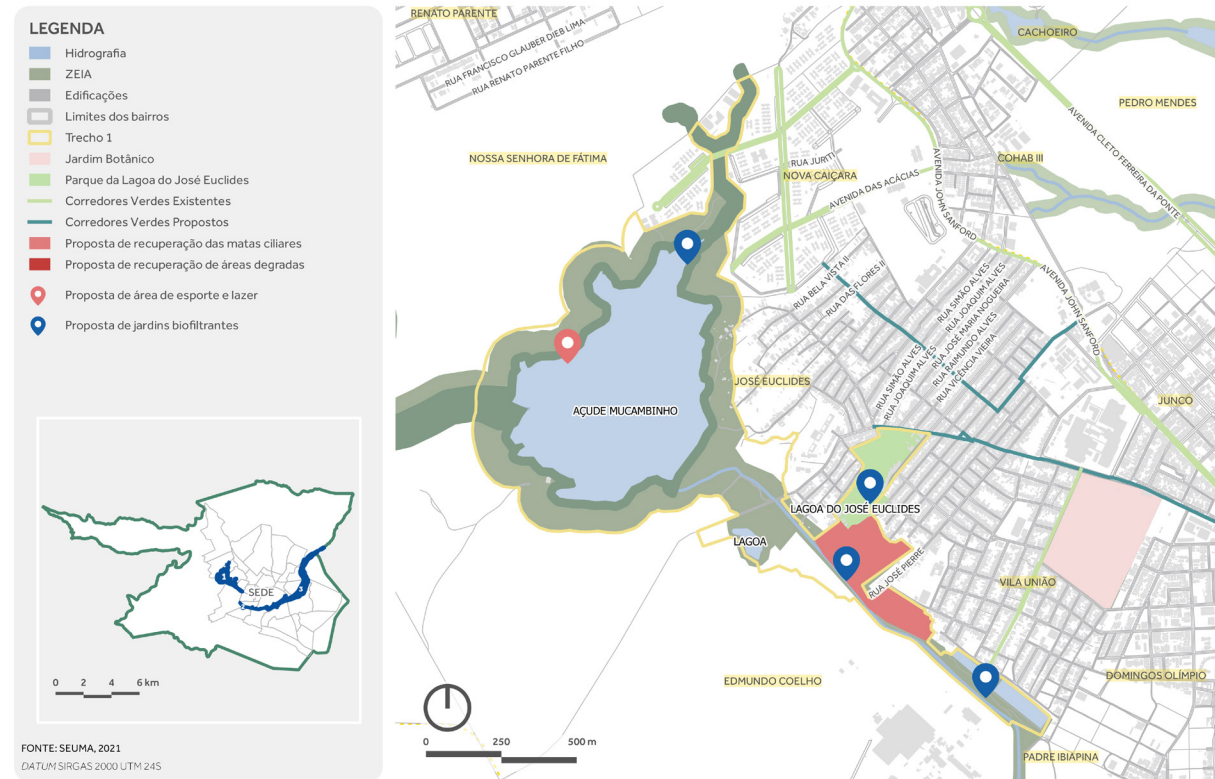 LEGENDA
Hidrografia
ZEIA
Edificações
Limites dos bairros
Trecho 1
Jardim Botânico
Parque da Lagoa do José Euclides
Corredores Verdes Existentes
Corredores Verdes Propostos
Proposta de recuperação das matas ciliares
Proposta de recuperação de áreas degradadas
Proposta de área de esporte e lazer
Proposta de jardins biofiltrantes
1
SEDE
2
3
0 2 4 6 km
FONTE: SEUMA, 2021
DATUM SIRGAS 2000 UTM 24S
RENATO PARENTE
RUA FRANCISCO GLAUBER DIEB LIMA
RUA RENATO PARENTE FILHO
CACHOEIRO
PEDRO MENDES
AVENIDA CLETO FERREIRA DA PONTE
NOSSA SENHORA DE FÁTIMA
RUA JURITI
NOVA CAIÇARA
AVENIDA DAS ACÁCIAS
AVENIDA JOHN SANFORD
COHAB III
AVENIDA JOHN SANFORD
RUA BELA VISTA II
RUA DAS FLORES II
RUA SIMÃO ALVES
RUA JOAQUIM ALVES
RUA JOSÉ MARIA NOGUEIRA
RUA RAIMUNDO ALVES
RUA VICÊNCIA VIEIRA
RUA SIMÃO ALVES
RUA JOAQUIM ALVES
JOSÉ EUCLIDES
JUNCO
AÇUDE MUCAMBINHO
LAGOA DO JOSÉ EUCLIDES
LAGOA
RUA JOSÉ PIERRE
VILA UNIÃO
EDMUNDO COELHO
DOMINGOS OLÍMPIO
PADRE IBIAPINA
0 250 500 m